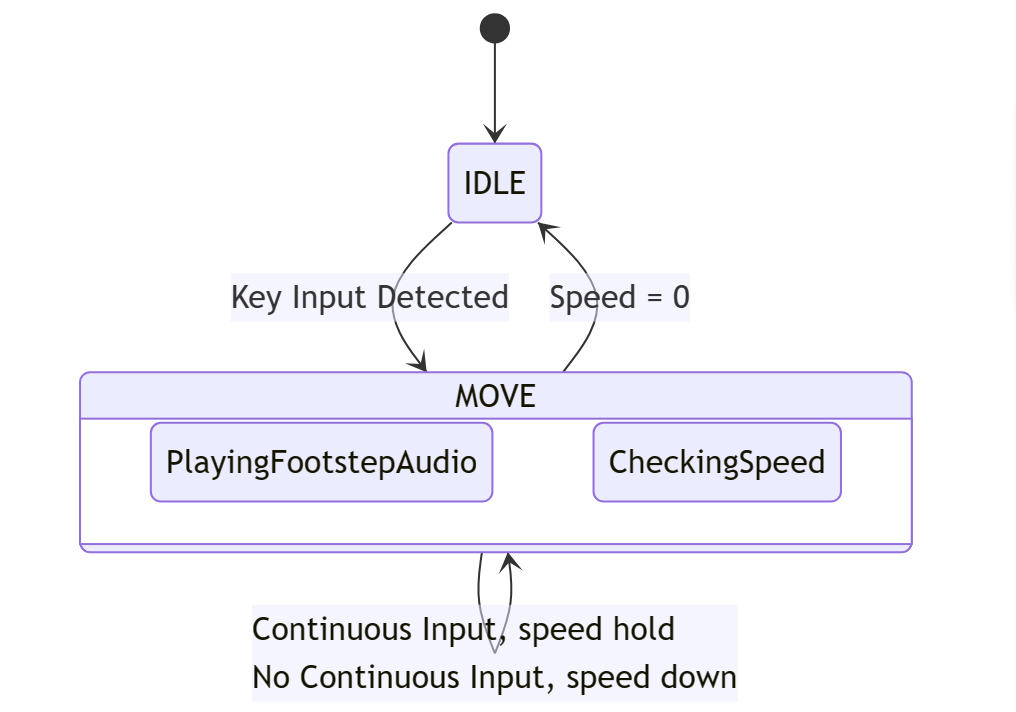 IDLE
Key Input Detected
Speed = 0
MOVE
PlayingFootstepAudio
CheckingSpeed
Continuous Input, speed hold
No Continuous Input, speed down